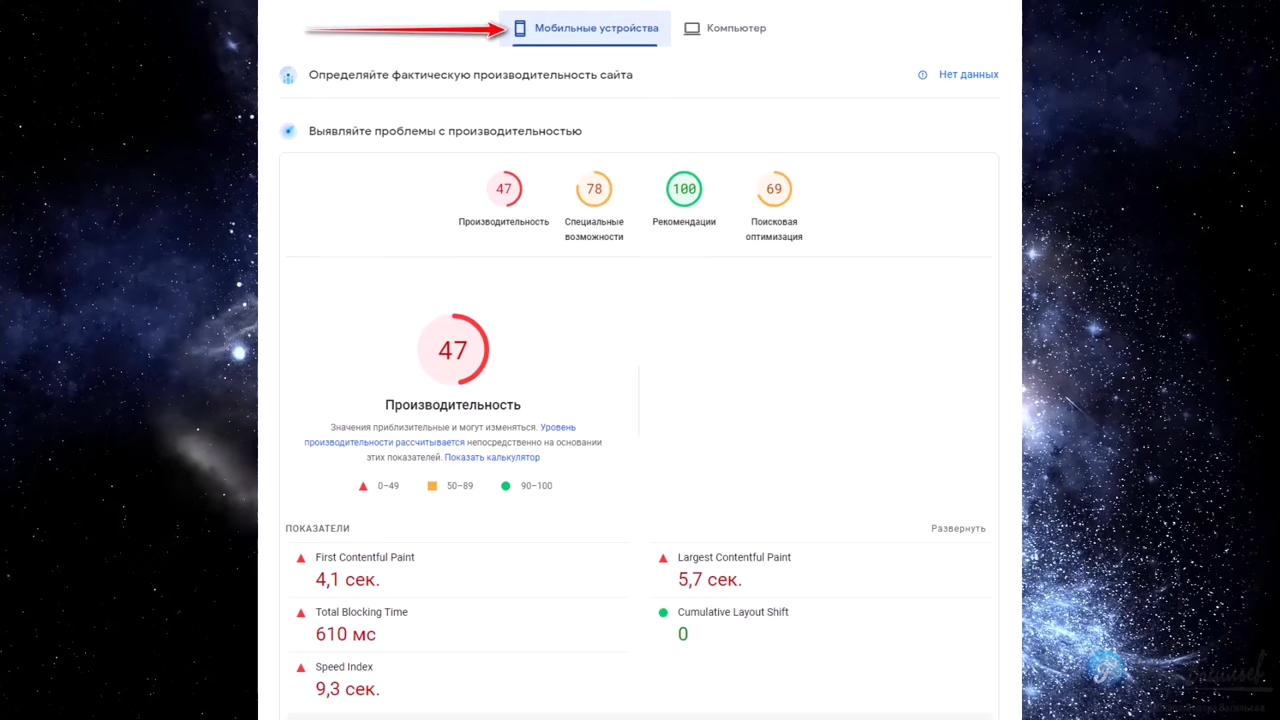 Мобильные устройства
Компьютер
Определяйте фактическую производительность сайта
Нет данных
Выявляйте проблемы с производительностью
47
78
100
69
Производительность
Специальные
возможности
Рекомендации
Поисковая
оптимизация
47
Производительность
Значения приблизительные и могут изменяться. Уровень
производительности рассчитывается непосредственно на основании
этих показателей. Показать калькулятор
0–49
50–89
90–100
ПОКАЗАТЕЛИ
Развернуть
First Contentful Paint
4,1 сек.
Largest Contentful Paint
5,7 сек.
Total Blocking Time
610 мс
Cumulative Layout Shift
0
Speed Index
9,3 сек.